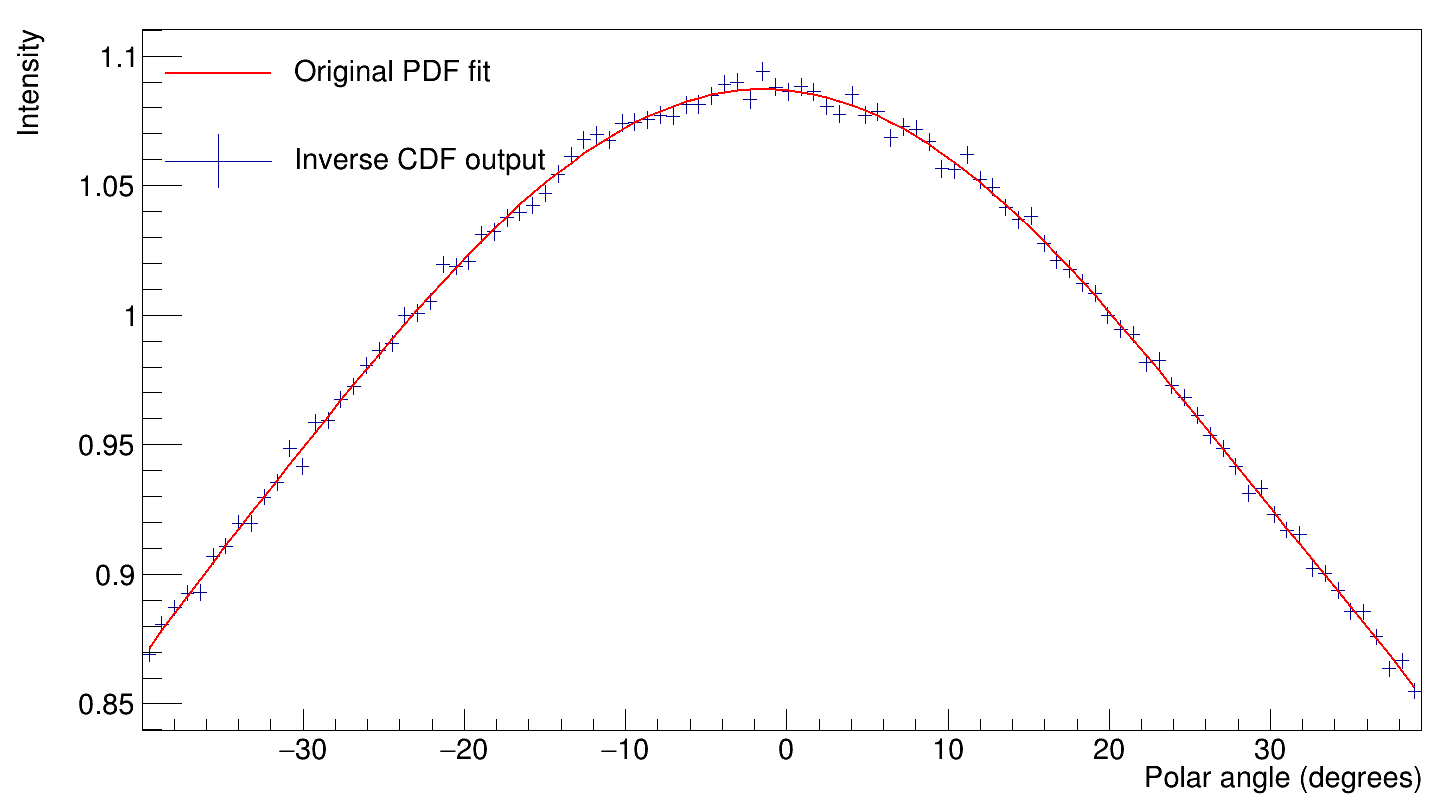 Intensity
1.1
Original PDF fit
Inverse CDF output
1.05
1
0.95
0.9
0.85
−30 −20 −10 0 10 20 30
Polar angle (degrees)